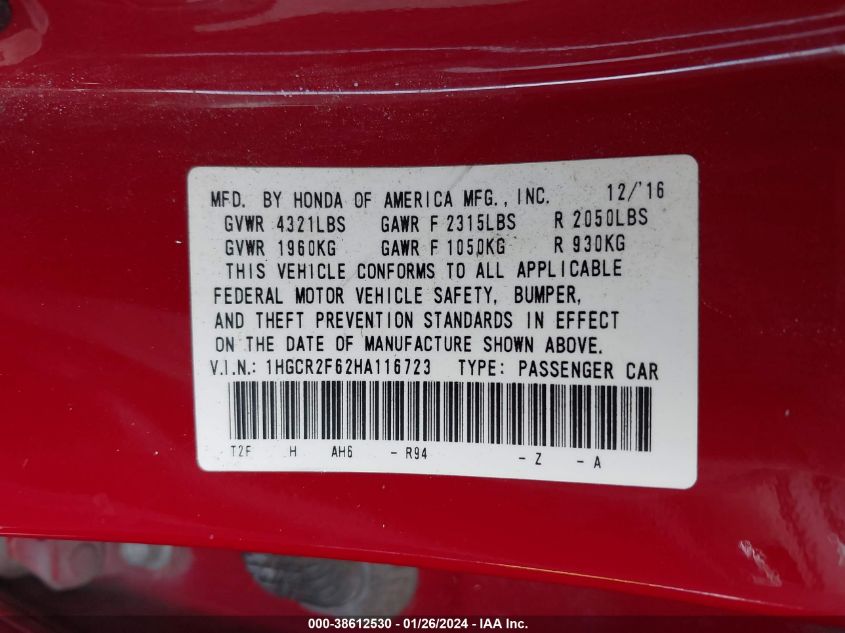 MFD. BY HONDA OF AMERICA MFG., INC. 12/'16
GVWR 4321LBS GAWR F 2315LBS R 2050LBS
GVWR 1960KG GAWR F 1050KG R 930KG
THIS VEHICLE CONFORMS TO ALL APPLICABLE
FEDERAL MOTOR VEHICLE SAFETY, BUMPER,
AND THEFT PREVENTION STANDARDS IN EFFECT
ON THE DATE OF MANUFACTURE SHOWN ABOVE.
V.I.N.: 1HGCR2F62HA116723 TYPE: PASSENGER CAR
T2F H AH6 - R94 - Z - A
000-38612530 - 01/26/2024 - IAA Inc.